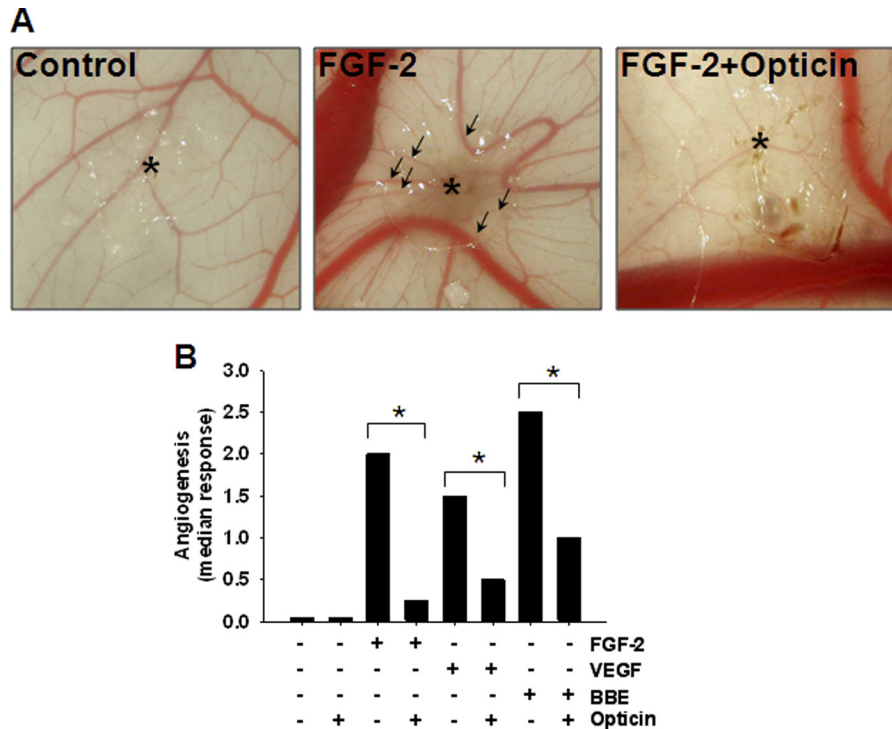 A
Control FGF-2 FGF-2+Opticin
* * *
B
Angiogenesis
(median response)
3.0
2.5
2.0
1.5
1.0
0.5
0.0
* * *
- - + + - - - - FGF-2
- - - - + + - - VEGF
- - - - - - + + BBE
- + - + - + - + Opticin